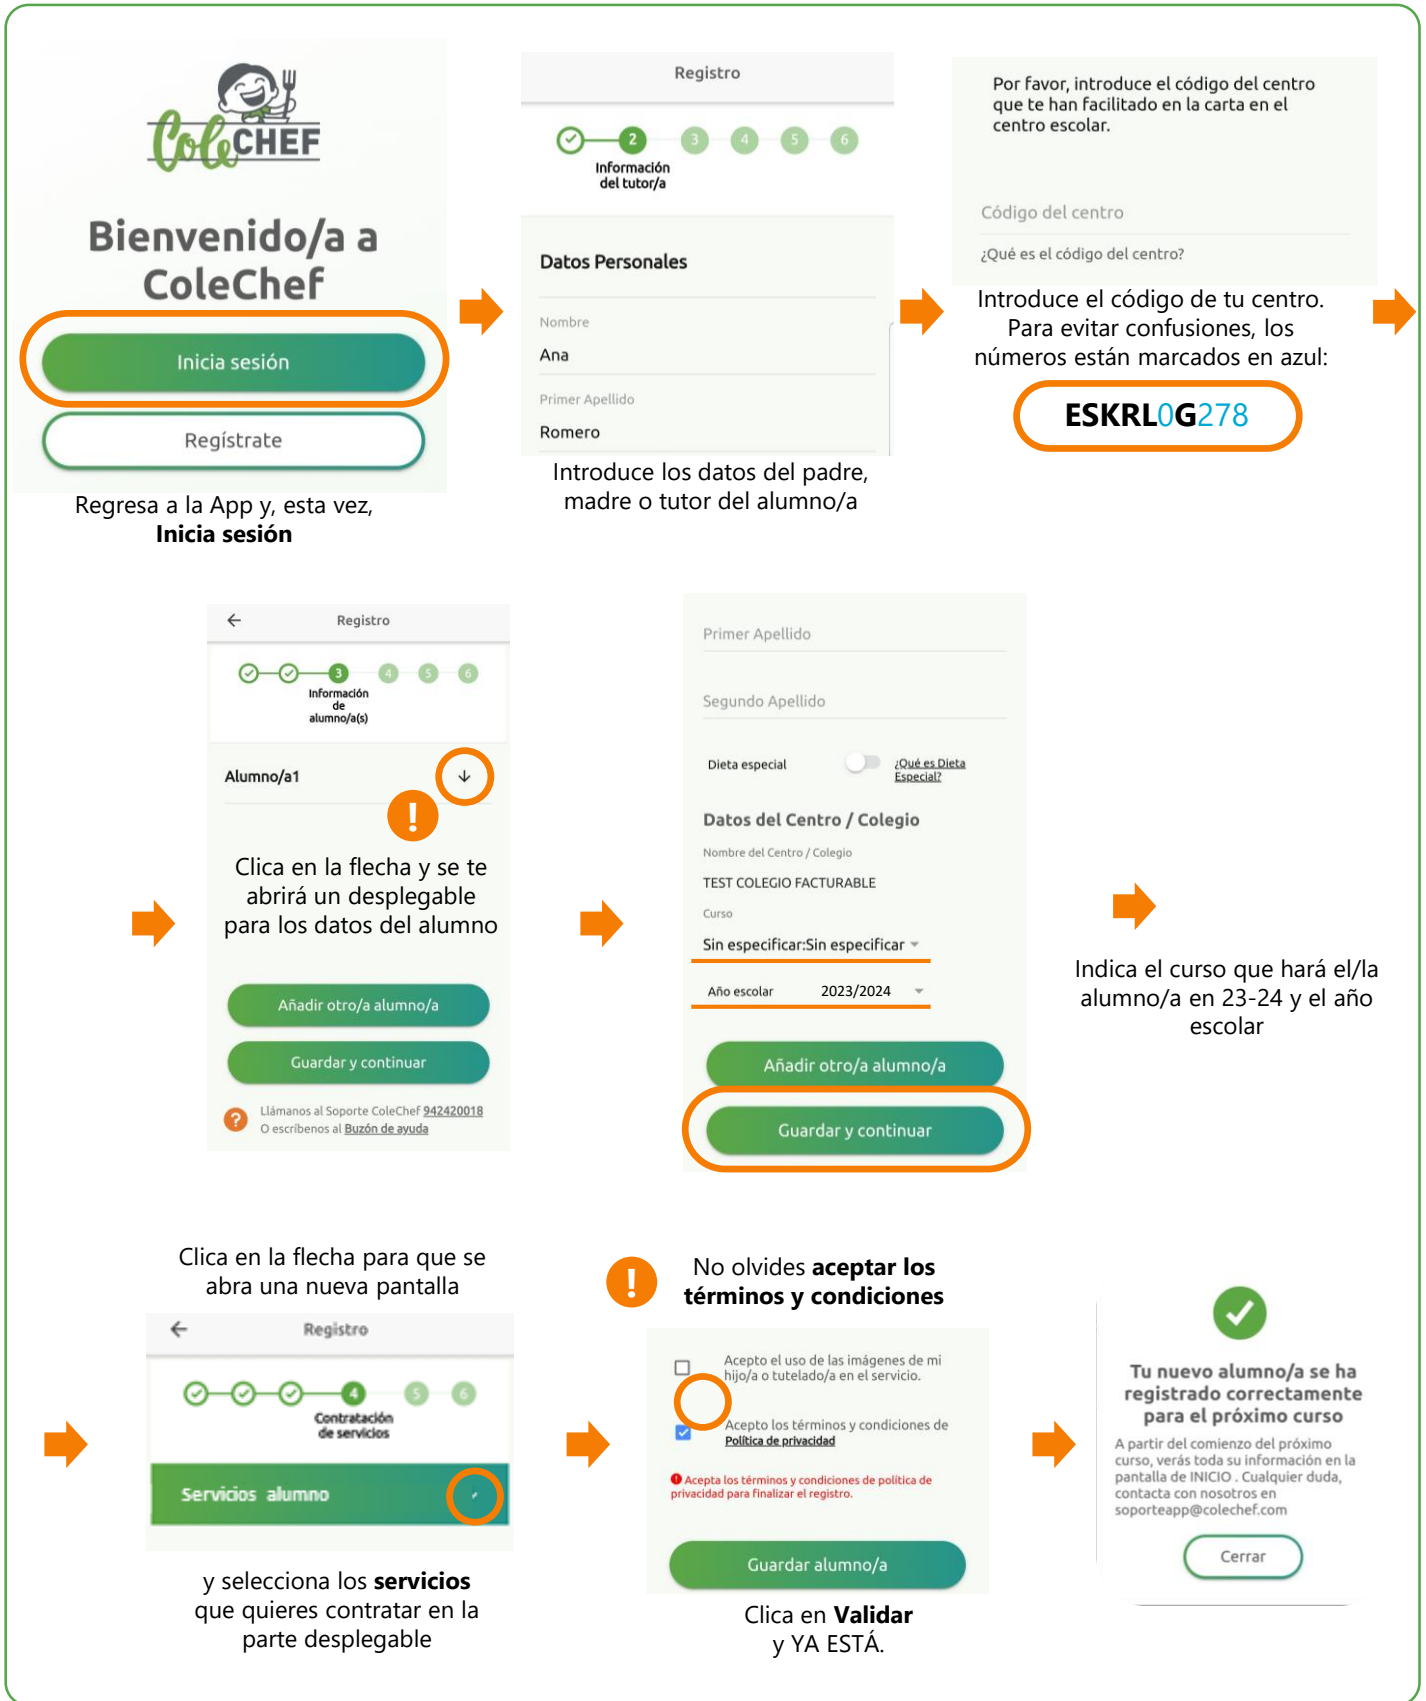 ColeCHEF
Bienvenido/a a
ColeChef
Inicia sesión
Regístrate
Regresa a la App y, esta vez,
Inicia sesión
Registro
2 3 4 5 6
Información
del tutor/a
Datos Personales
Nombre
Ana
Primer Apellido
Romero
Introduce los datos del padre,
madre o tutor del alumno/a
Por favor, introduce el código del centro
que te han facilitado en la carta en el
centro escolar.
Código del centro
¿Qué es el código del centro?
Introduce el código de tu centro.
Para evitar confusiones, los
números están marcados en azul:
ESKRL0G278
Registro
3 4 5 6
Información
de
alumno/a(s)
Alumno/a1
!
Clica en la flecha y se te
abrirá un desplegable
para los datos del alumno
Añadir otro/a alumno/a
Guardar y continuar
? Llámanos al Soporte ColeChef 942420018
O escríbenos al Buzón de ayuda
Primer Apellido
Segundo Apellido
Dieta especial ¿Qué es Dieta
Especial?
Datos del Centro / Colegio
Nombre del Centro / Colegio
TEST COLEGIO FACTURABLE
Curso
Sin especificar:Sin especificar
Año escolar 2023/2024
Añadir otro/a alumno/a
Guardar y continuar
Indica el curso que hará el/la
alumno/a en 23-24 y el año
escolar
Clica en la flecha para que se
abra una nueva pantalla
Registro
4 5 6
Contratación
de servicios
Servicios alumno
y selecciona los servicios
que quieres contratar en la
parte desplegable
!
No olvides aceptar los
términos y condiciones
Acepto el uso de las imágenes de mi
hijo/a o tutelado/a en el servicio.
Acepto los términos y condiciones de
Política de privacidad
! Acepta los términos y condiciones de política de
privacidad para finalizar el registro.
Guardar alumno/a
Clica en Validar
y YA ESTÁ.
Tu nuevo alumno/a se ha
registrado correctamente
para el próximo curso
A partir del comienzo del próximo
curso, verás toda su información en la
pantalla de INICIO . Cualquier duda,
contacta con nosotros en
soporteapp@colechef.com
Cerrar